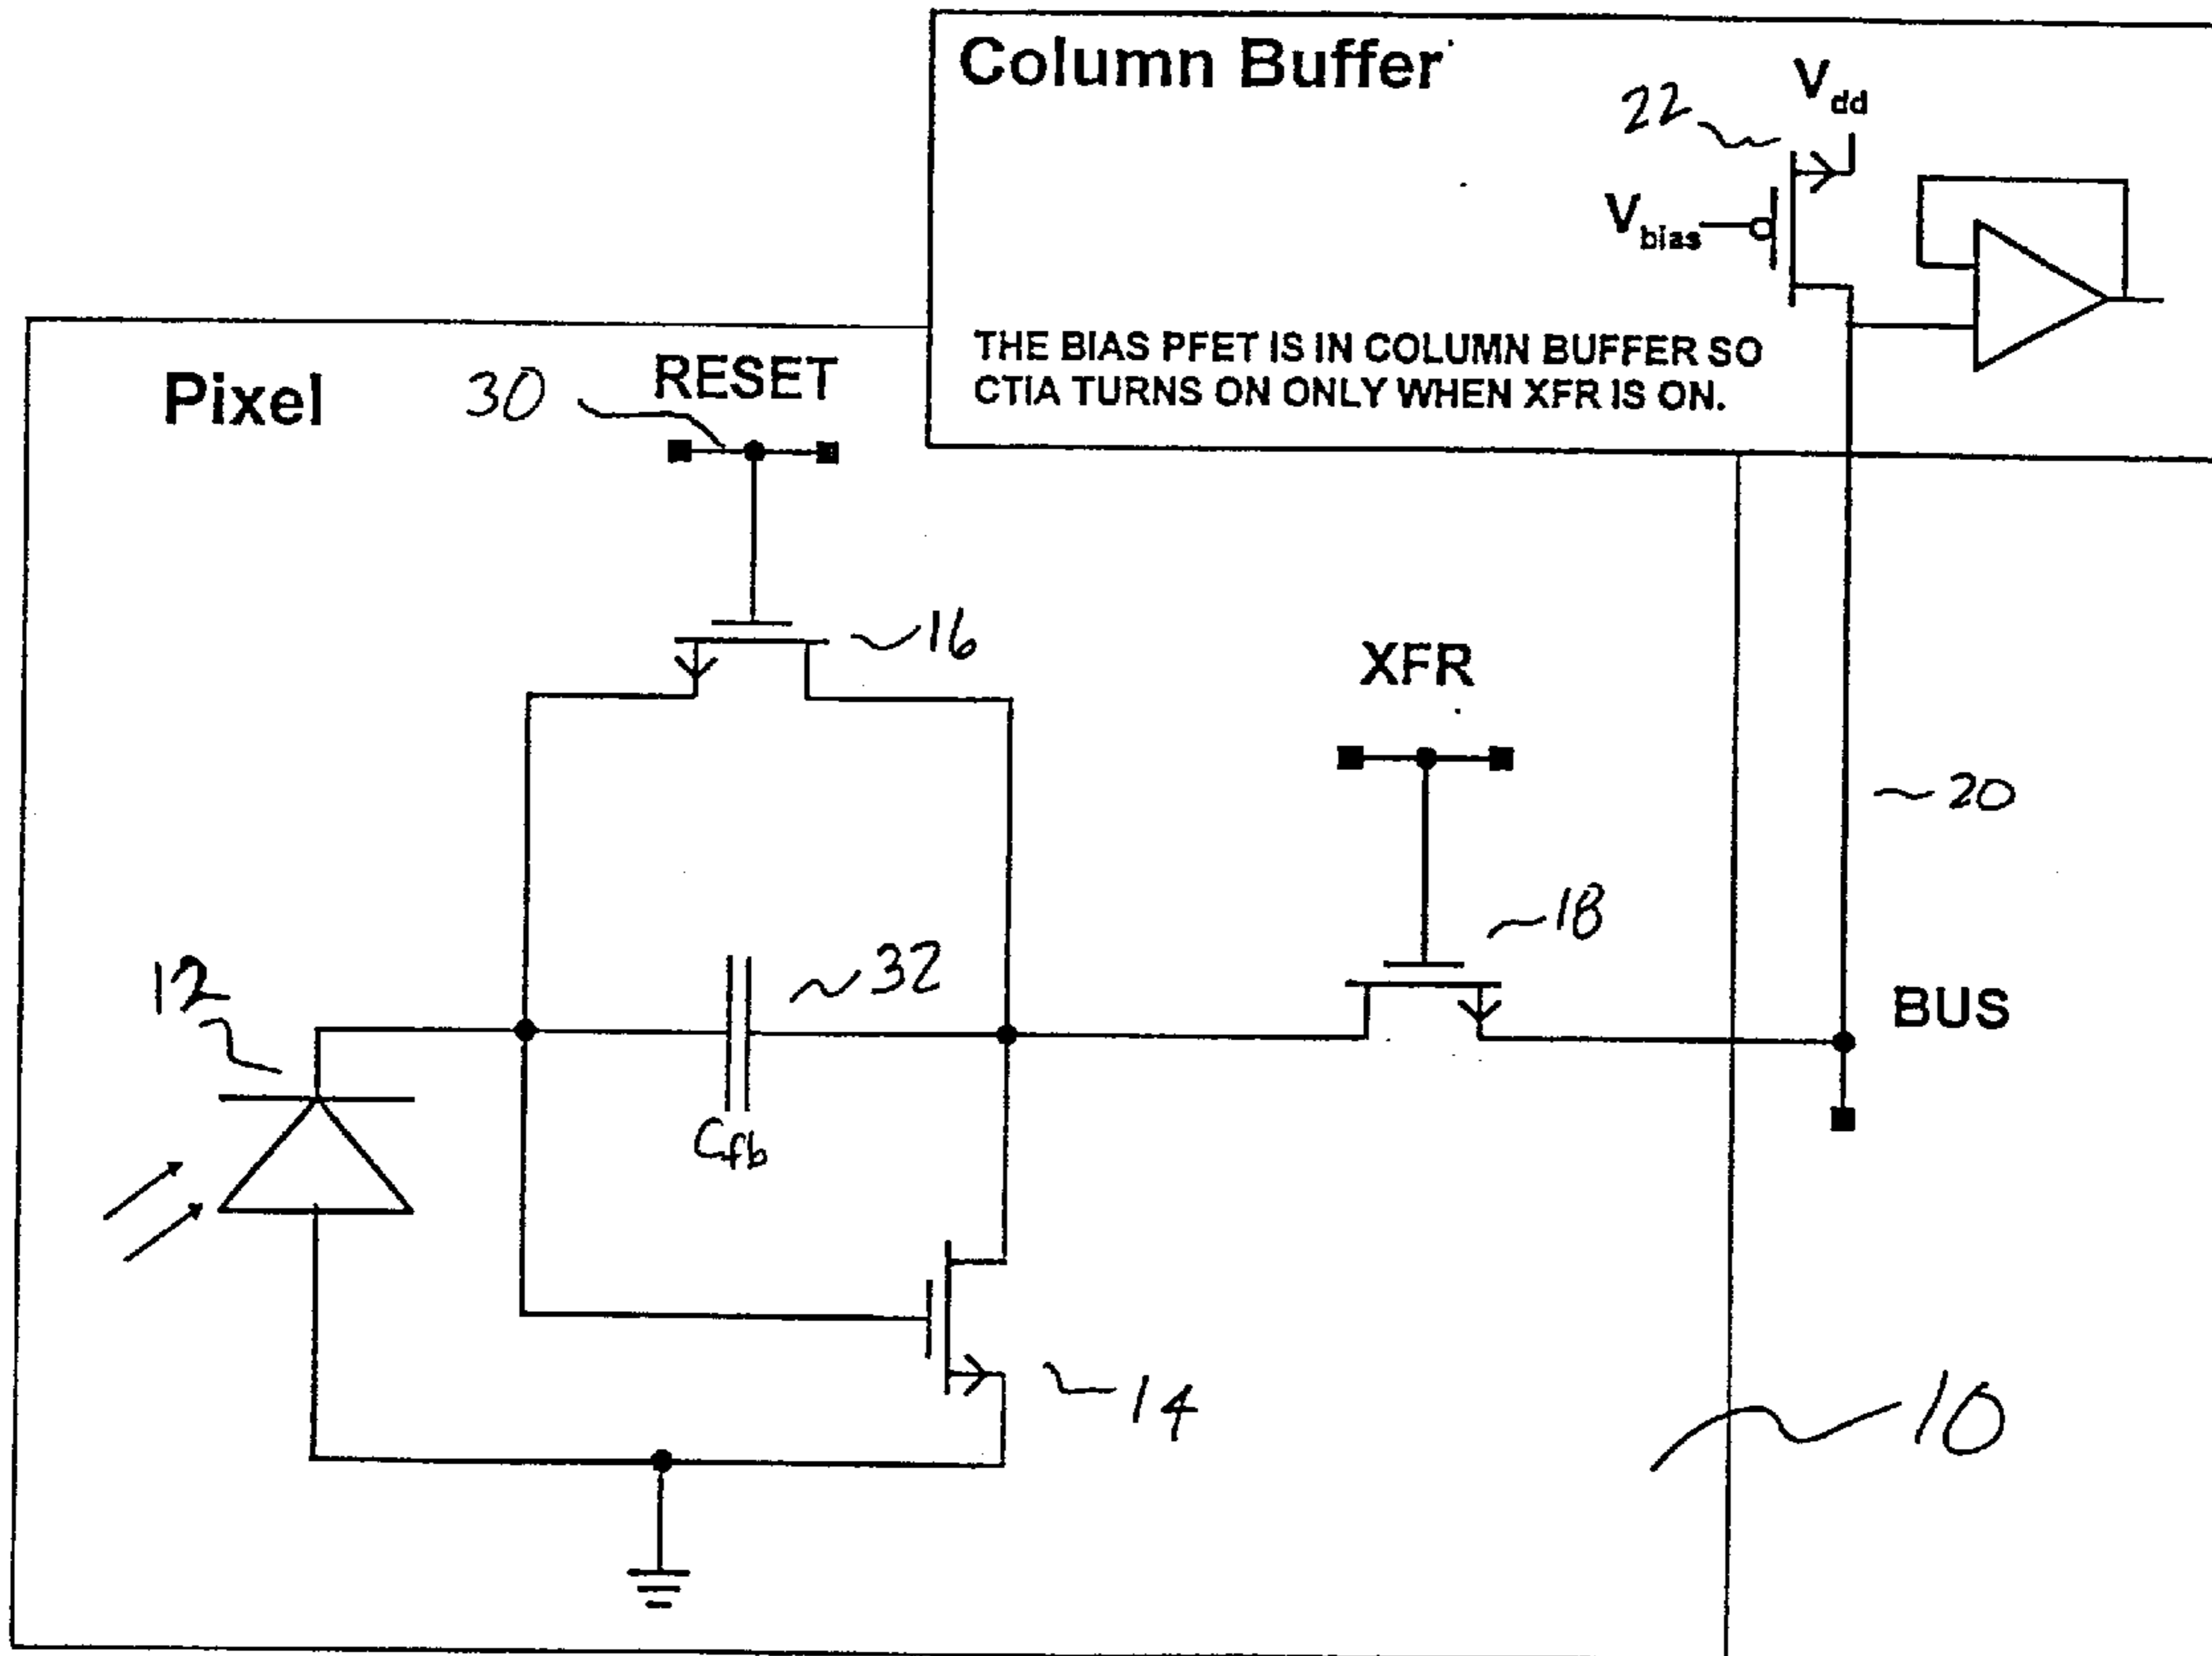 Column Buffer
22
Vdd
Vbias
THE BIAS PFET IS IN COLUMN BUFFER SO
CTIA TURNS ON ONLY WHEN XFR IS ON.
Pixel
30
RESET
16
XFR
20
18
32
12
BUS
Cfb
14
10